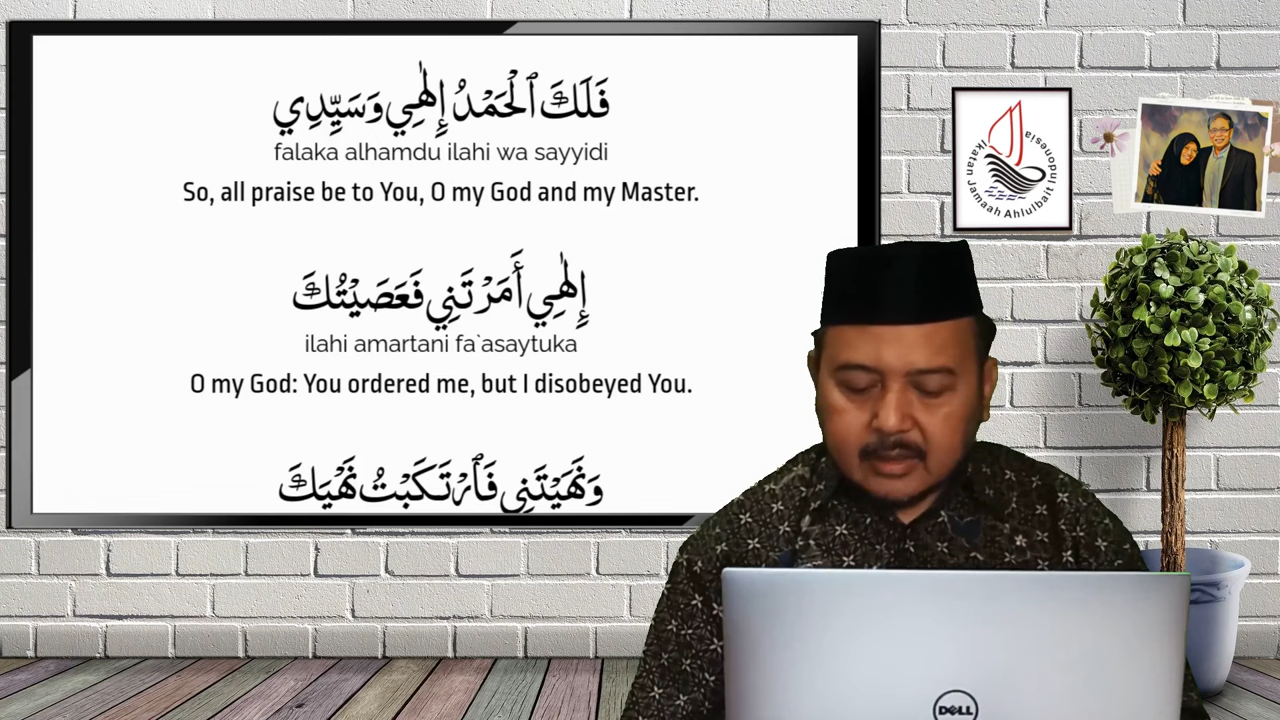 فَلَكَ ٱلْحَمْدُ إِلٰهِي وَسَيِّدِي
falaka alhamdu ilahi wa sayyidi
So, all praise be to You, O my God and my Master.
إِلٰهِي أَمَرْتَنِي فَعَصَيْتُكَ
ilahi amartani fa`asaytuka
O my God: You ordered me, but I disobeyed You.
وَنَهَيْتَنِي فَٱرْتَكَبْتُ نَهْيَكَ
Ikatan Jamaah Ahlulbait Indonesia
DELL